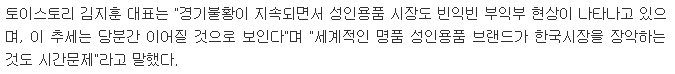 토이스토리 김지훈 대표는 "경기불황이 지속되면서 성인용품 시장도 빈익빈 부익부 현상이 나타나고 있으
며, 이 추세는 당분간 이어질 것으로 보인다"며 "세계적인 명품 성인용품 브랜드가 한국시장을 장악하는
것도 시간문제"라고 말했다.